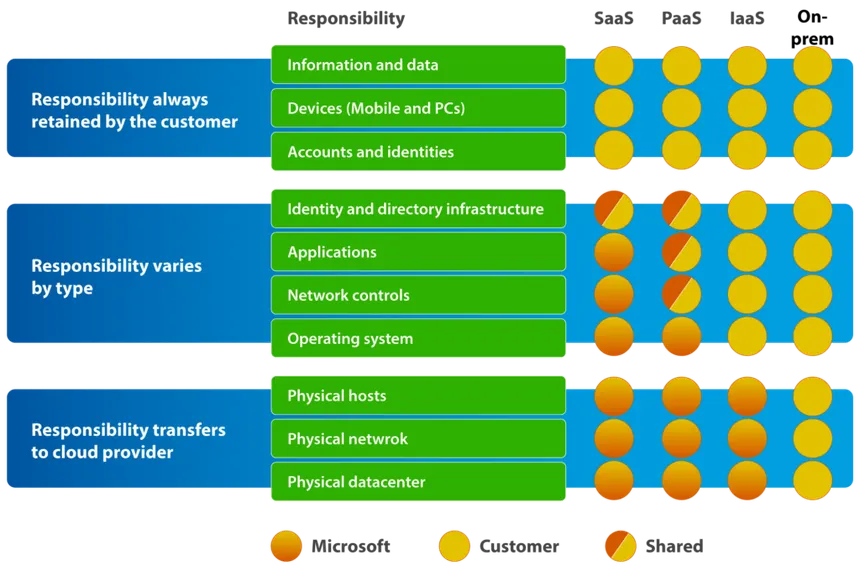 Responsibility SaaS PaaS IaaS On-
prem
Information and data
Responsibility always
retained by the customer
Devices (Mobile and PCs)
Accounts and identities
Identity and directory infrastructure
Responsibility varies
by type
Applications
Network controls
Operating system
Physical hosts
Responsibility transfers
to cloud provider
Physical netwrok
Physical datacenter
Microsoft Customer Shared